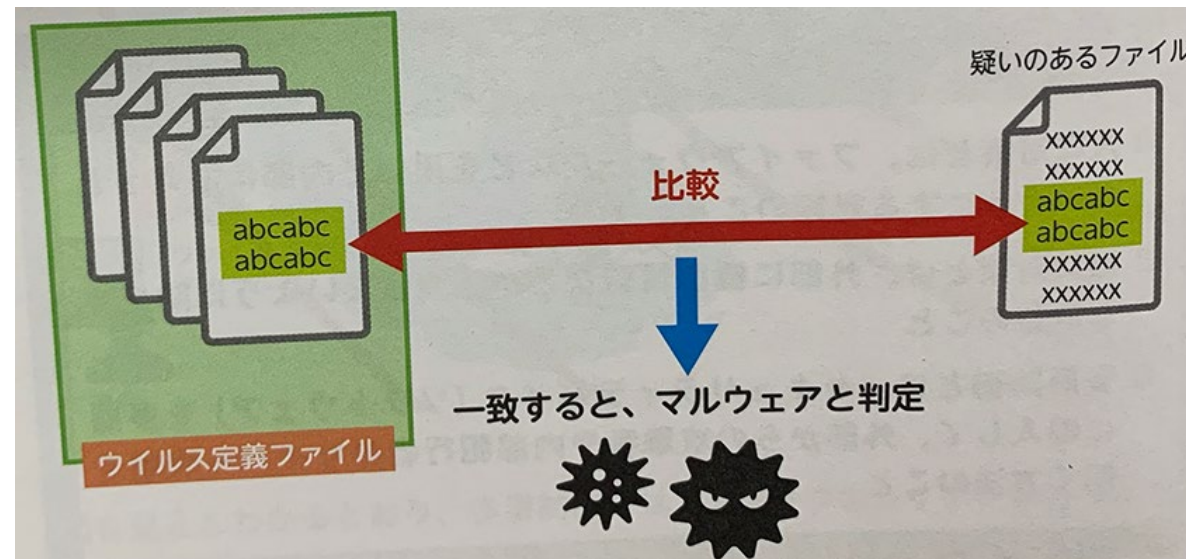 疑いのあるファイル
xxxxxx
xxxxxx
abcabc
abcabc
xxxxxx
xxxxxx
比較
abcabc
abcabc
一致すると、マルウェアと判定
ウイルス定義ファイル